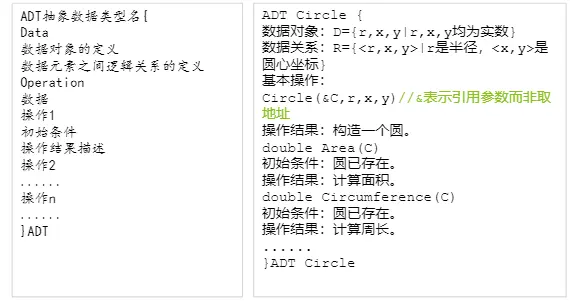 ADT抽象数据类型名{
Data
数据对象的定义
数据元素之间逻辑关系的定义
Operation
数据
操作1
初始条件
操作结果描述
操作2
......
操作n
......
}ADT
ADT Circle {
数据对象: D={r,x,y|r,x,y均为实数}
数据关系: R={<r,x,y>|r是半径，<x,y>是
圆心坐标}
基本操作:
Circle(&C,r,x,y)//&表示引用参数而非取
地址
操作结果: 构造一个圆。
double Area(C)
初始条件: 圆已存在。
操作结果: 计算面积。
double Circumference(C)
初始条件: 圆已存在。
操作结果: 计算周长。
......
}ADT Circle